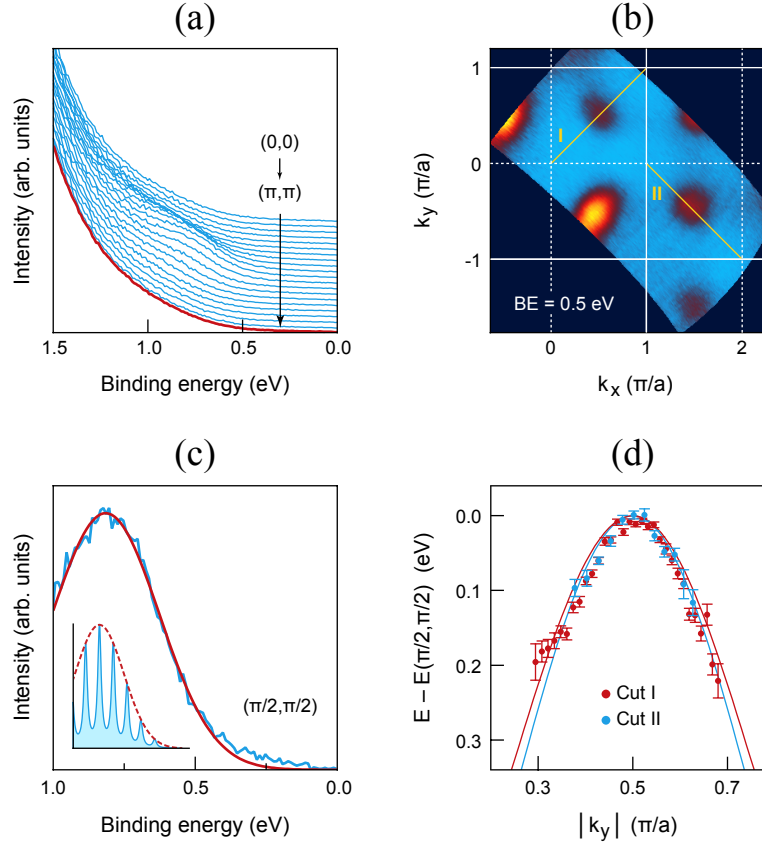 (a)
Intensity (arb. units)
(0,0)
(π,π)
1.5
1.0
0.5
0.0
Binding energy (eV)
(b)
k_y (π/a)
1
0
-1
I
II
BE = 0.5 eV
0
1
2
k_x (π/a)
(c)
Intensity (arb. units)
(π/2,π/2)
1.0
0.5
0.0
Binding energy (eV)
(d)
E – E(π/2,π/2) (eV)
0.0
0.1
0.2
0.3
Cut I
Cut II
0.3
0.5
0.7
|k_y| (π/a)